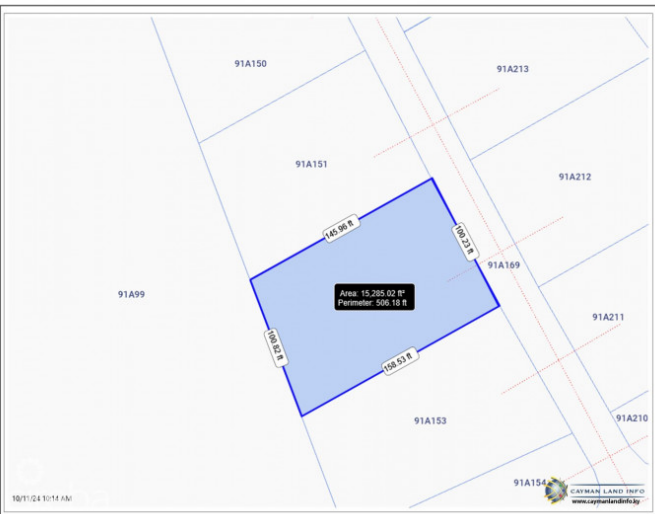 91A150
91A213
91A151
91A212
145.96 ft
100.23 ft
91A169
91A99
Area: 15,285.02 ft²
Perimeter: 506.18 ft
91A211
100.82 ft
158.53 ft
91A153
91A210
91A154
CAYMAN LAND INFO
www.caymanlandinfo.ky
10/11/24 10:14 AM